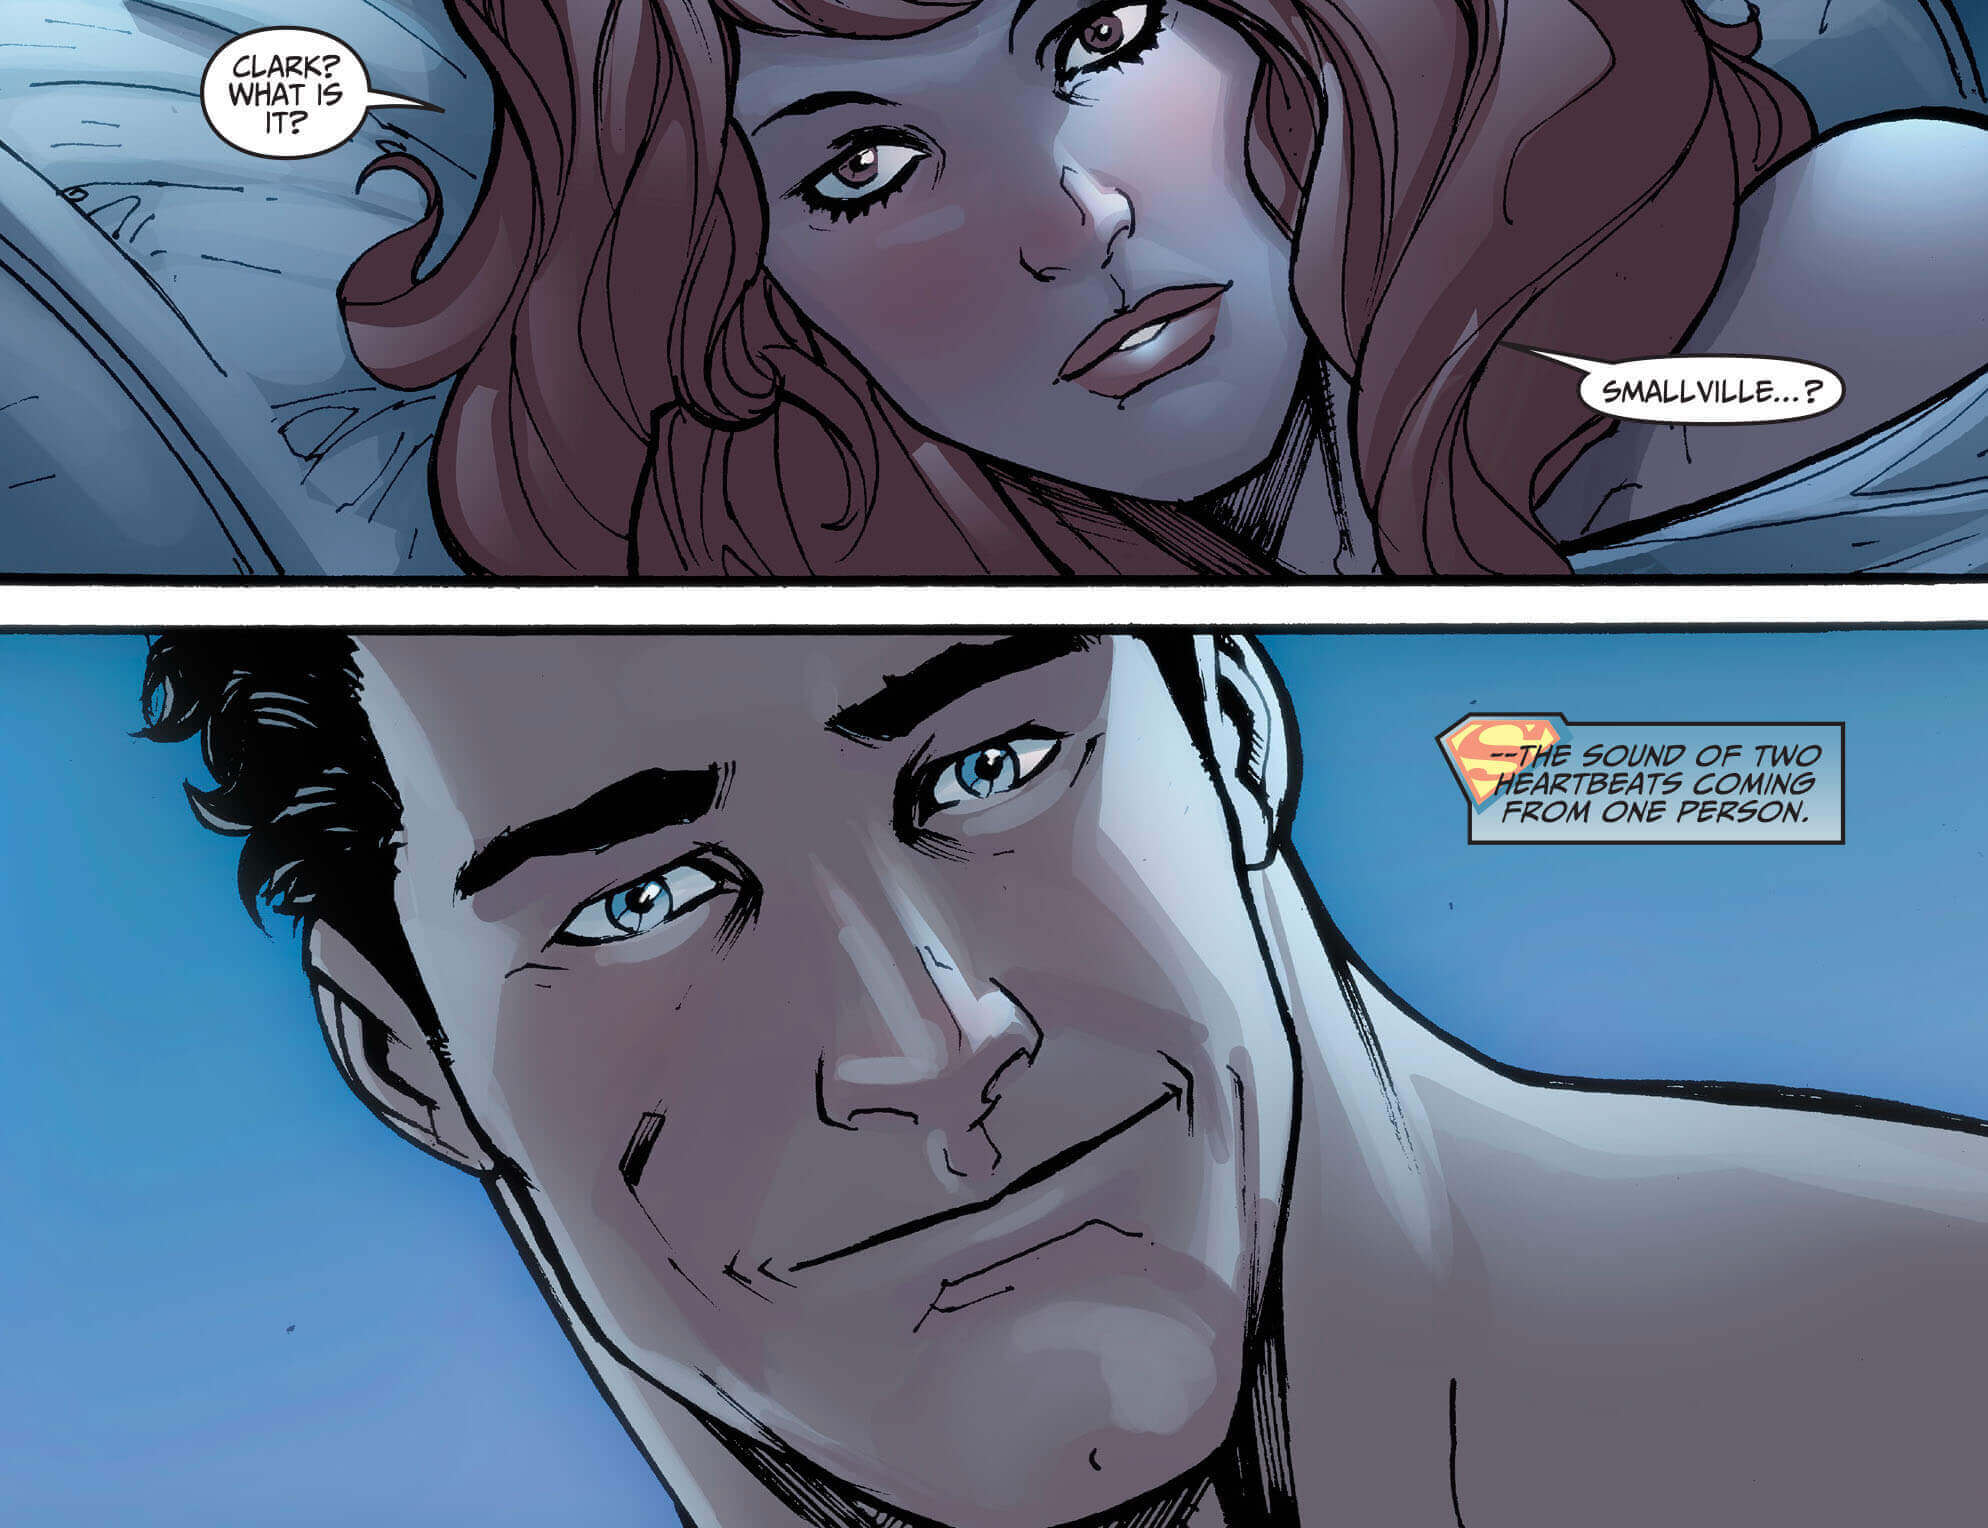 CLARK?
WHAT IS
IT?
SMALLVILLE...?
--THE SOUND OF TWO
HEARTBEATS COMING
FROM ONE PERSON.